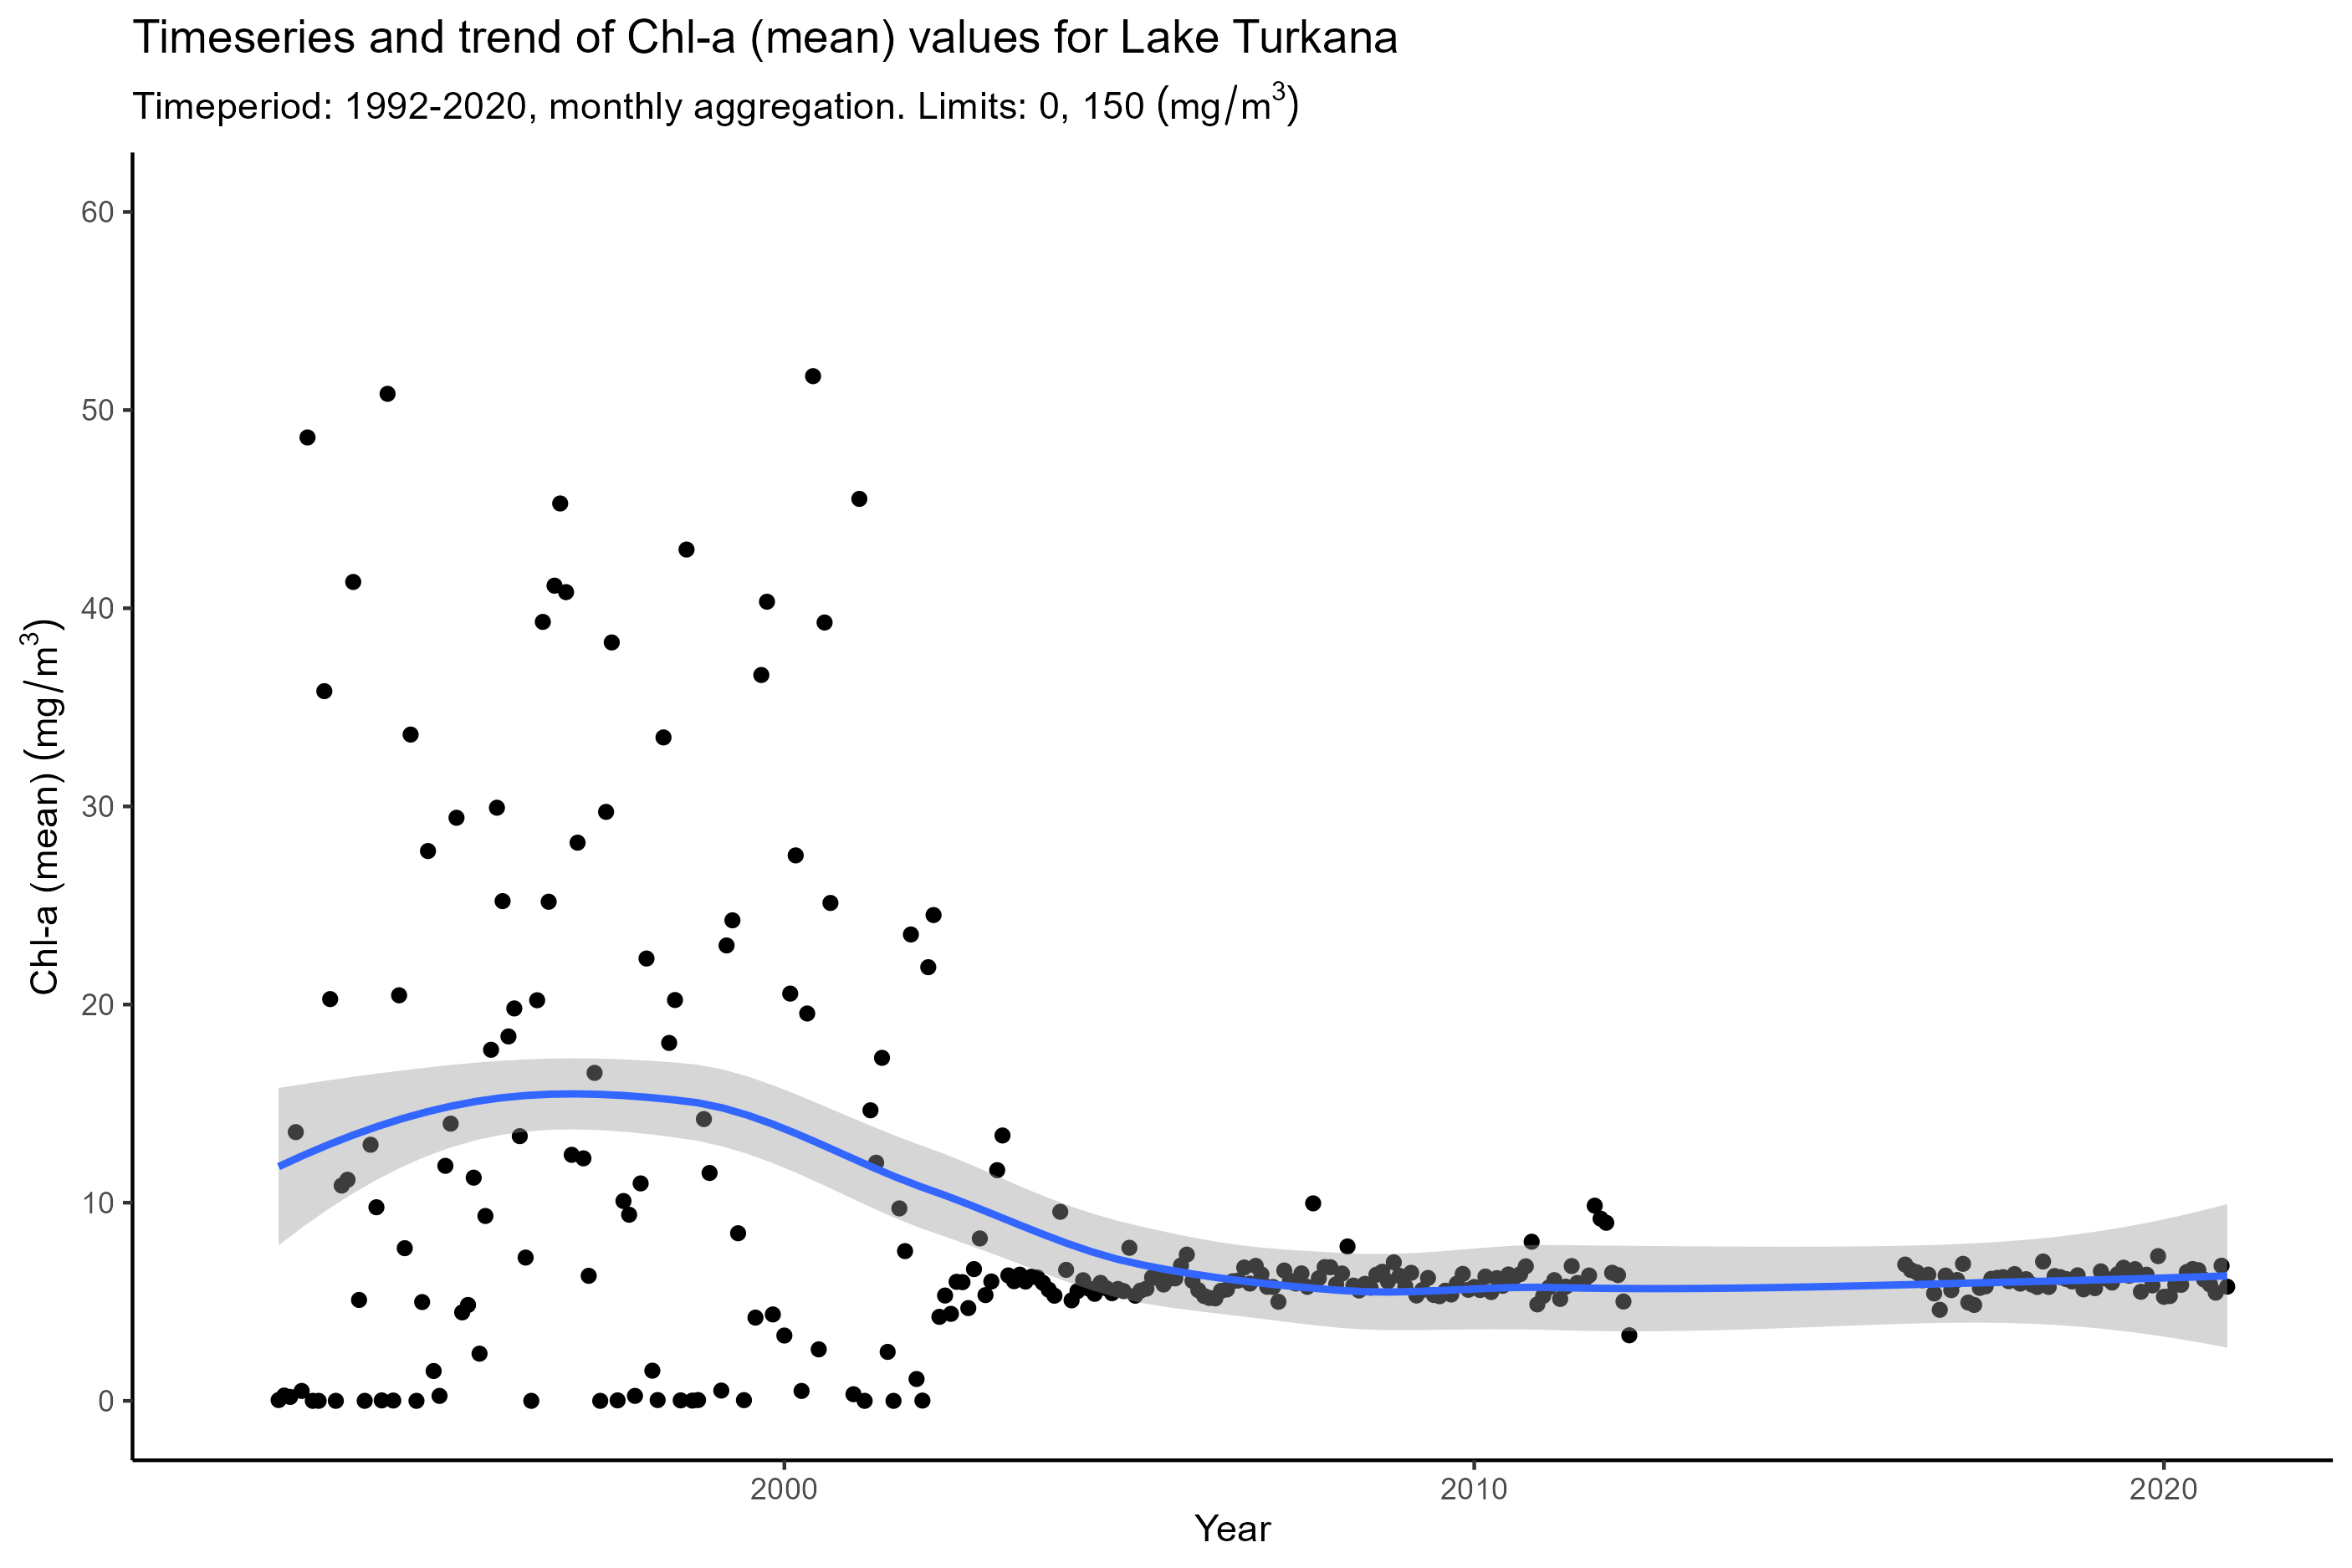 Timeseries and trend of Chl-a (mean) values for Lake Turkana
Timeperiod: 1992-2020, monthly aggregation. Limits: 0, 150 (mg/m³)
Chl-a (mean) (mg/m³)
60
50
40
30
20
10
0
2000
2010
2020
Year